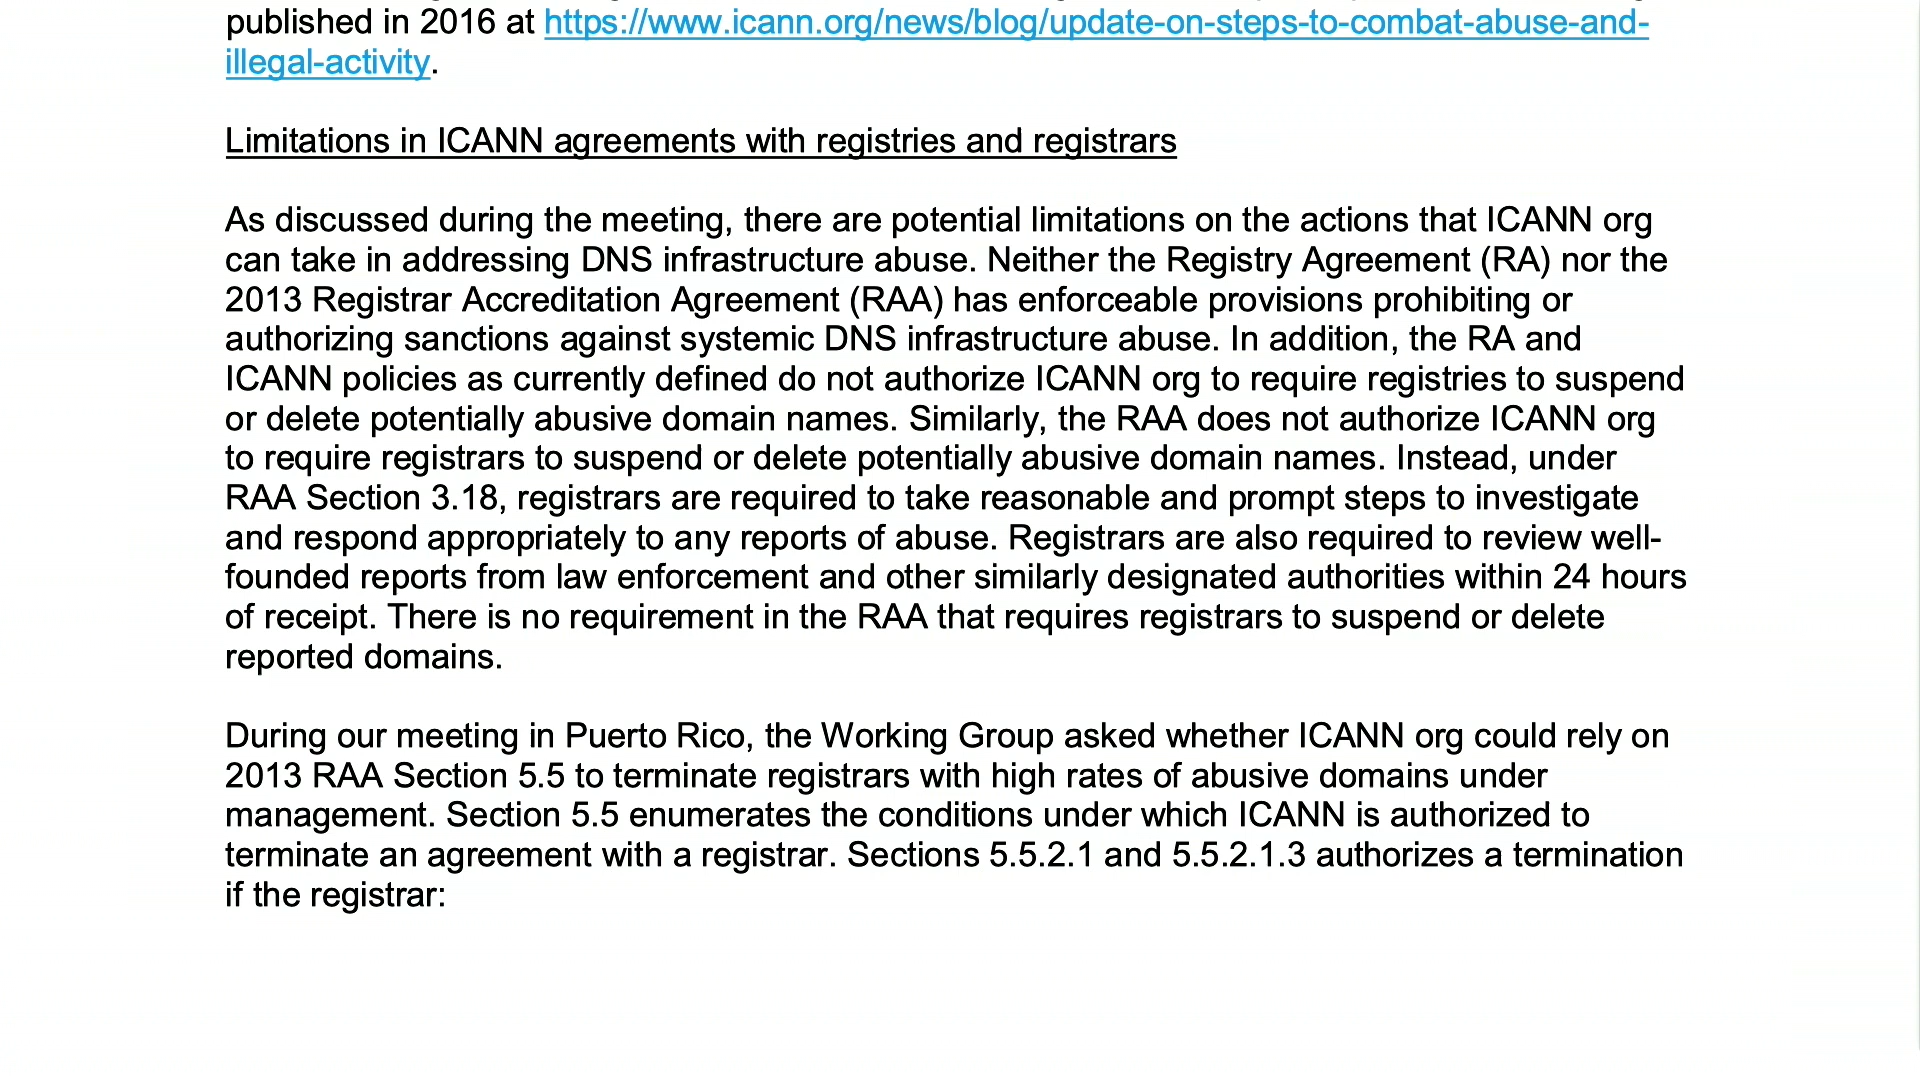 published in 2016 at https://www.icann.org/news/blog/update-on-steps-to-combat-abuse-and-
illegal-activity.
Limitations in ICANN agreements with registries and registrars
As discussed during the meeting, there are potential limitations on the actions that ICANN org
can take in addressing DNS infrastructure abuse. Neither the Registry Agreement (RA) nor the
2013 Registrar Accreditation Agreement (RAA) has enforceable provisions prohibiting or
authorizing sanctions against systemic DNS infrastructure abuse. In addition, the RA and
ICANN policies as currently defined do not authorize ICANN org to require registries to suspend
or delete potentially abusive domain names. Similarly, the RAA does not authorize ICANN org
to require registrars to suspend or delete potentially abusive domain names. Instead, under
RAA Section 3.18, registrars are required to take reasonable and prompt steps to investigate
and respond appropriately to any reports of abuse. Registrars are also required to review well-
founded reports from law enforcement and other similarly designated authorities within 24 hours
of receipt. There is no requirement in the RAA that requires registrars to suspend or delete
reported domains.
During our meeting in Puerto Rico, the Working Group asked whether ICANN org could rely on
2013 RAA Section 5.5 to terminate registrars with high rates of abusive domains under
management. Section 5.5 enumerates the conditions under which ICANN is authorized to
terminate an agreement with a registrar. Sections 5.5.2.1 and 5.5.2.1.3 authorizes a termination
if the registrar: